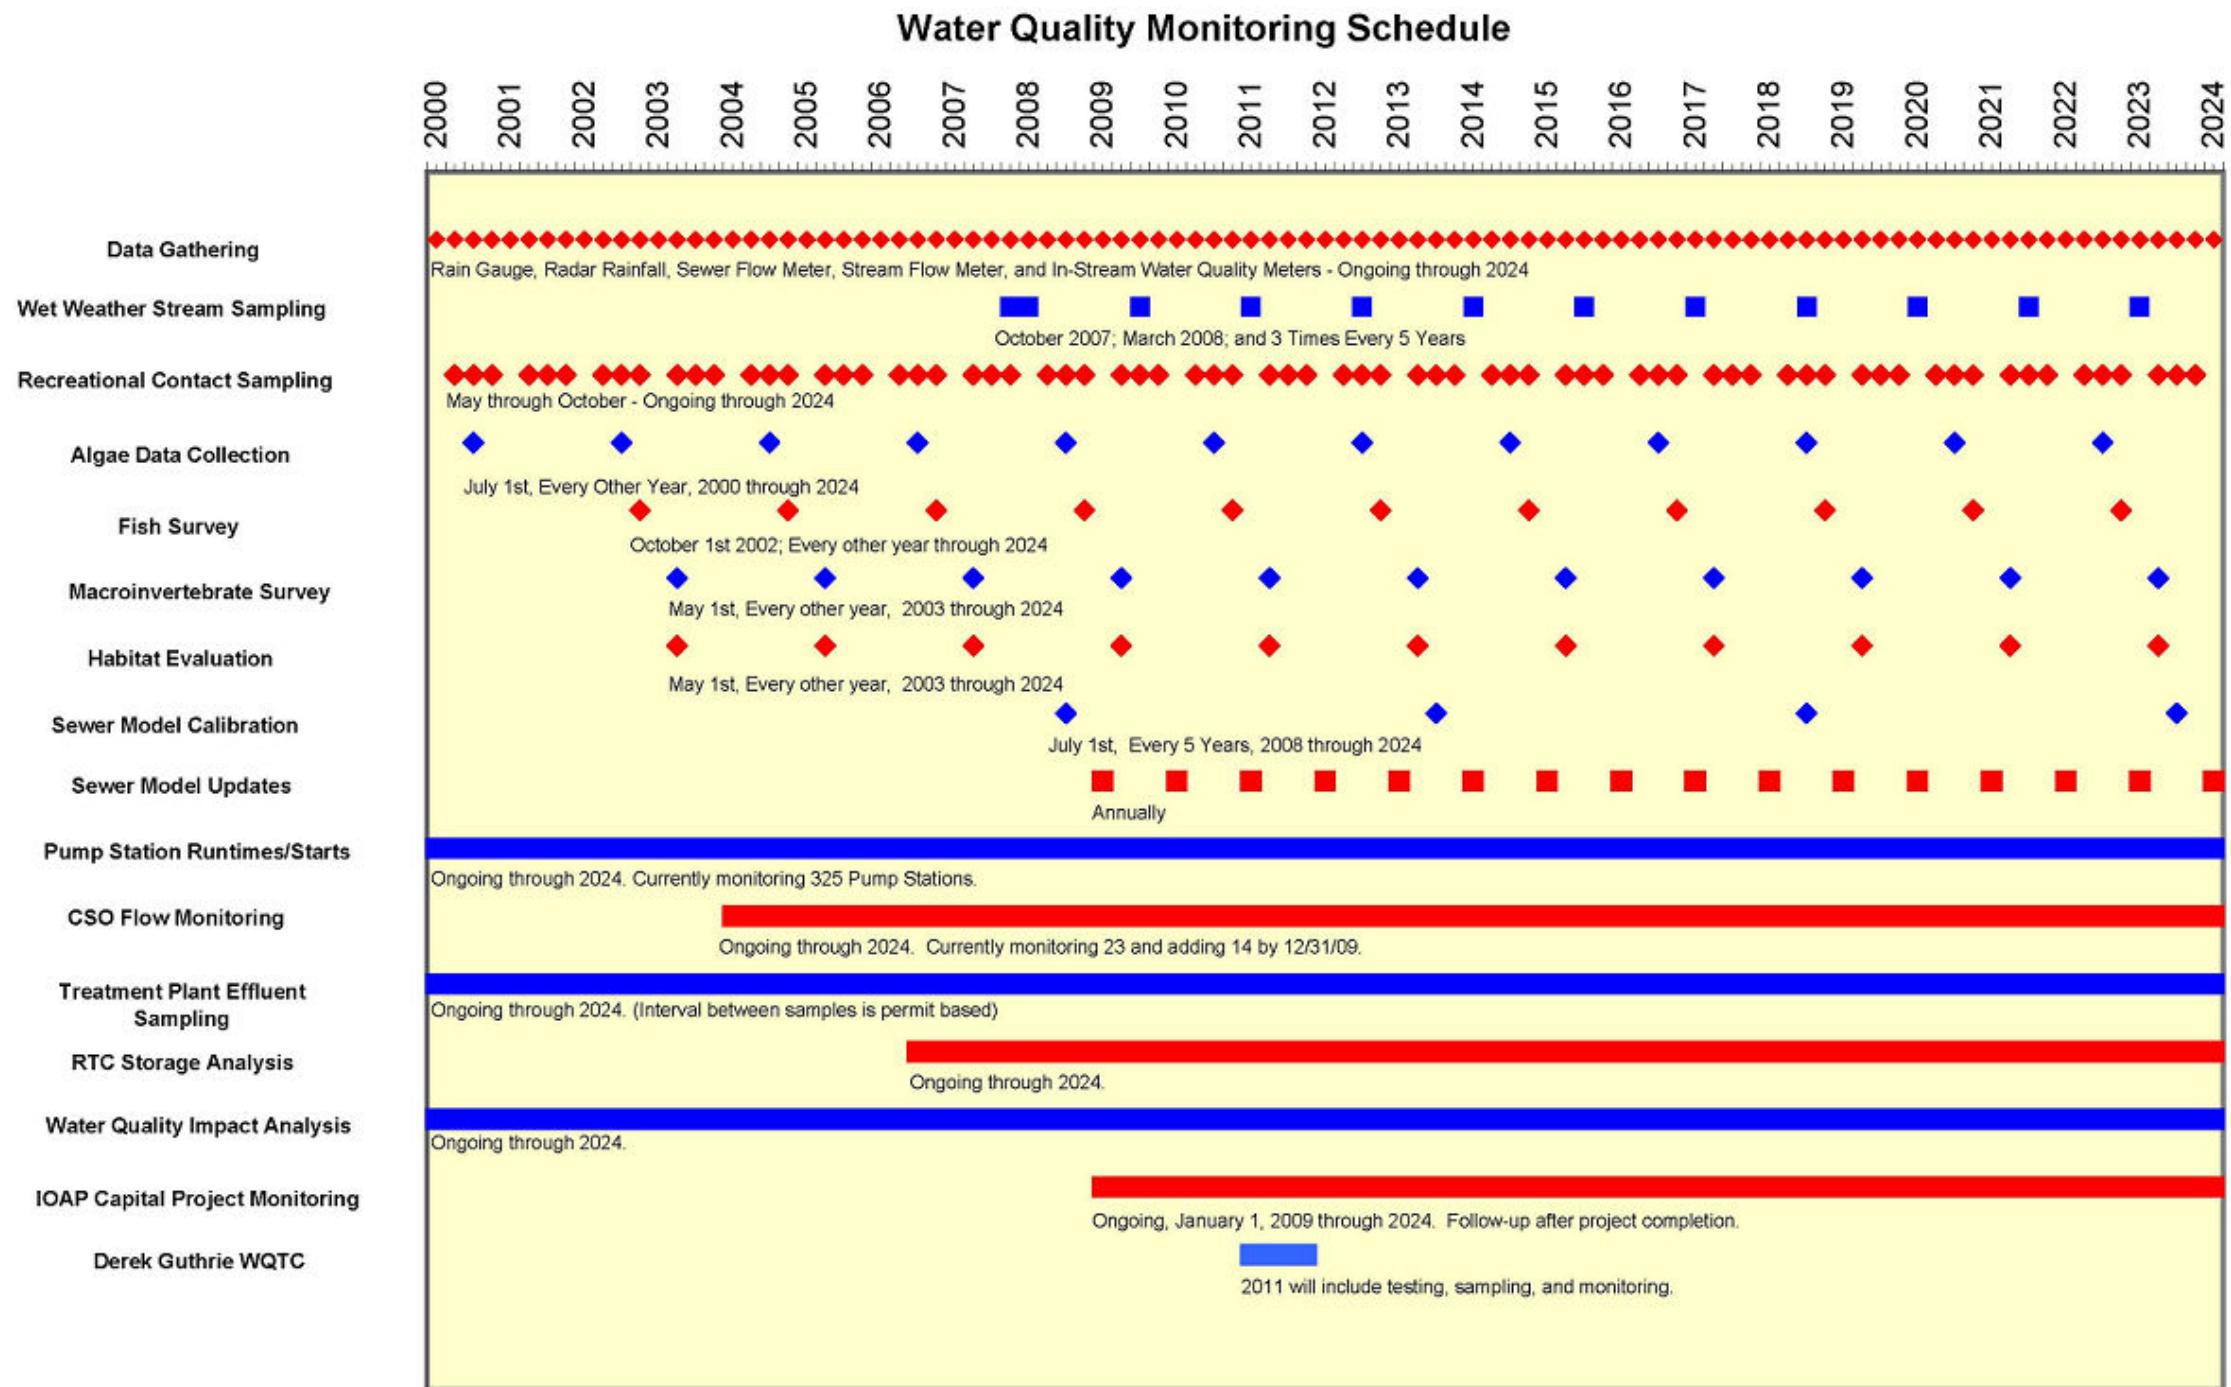 Water Quality Monitoring Schedule
2000 2001 2002 2003 2004 2005 2006 2007 2008 2009 2010 2011 2012 2013 2014 2015 2016 2017 2018 2019 2020 2021 2022 2023 2024
Data Gathering
Rain Gauge, Radar Rainfall, Sewer Flow Meter, Stream Flow Meter, and In-Stream Water Quality Meters - Ongoing through 2024
Wet Weather Stream Sampling
October 2007; March 2008; and 3 Times Every 5 Years
Recreational Contact Sampling
May through October - Ongoing through 2024
Algae Data Collection
July 1st, Every Other Year, 2000 through 2024
Fish Survey
October 1st 2002; Every other year through 2024
Macroinvertebrate Survey
May 1st, Every other year, 2003 through 2024
Habitat Evaluation
May 1st, Every other year, 2003 through 2024
Sewer Model Calibration
July 1st, Every 5 Years, 2008 through 2024
Sewer Model Updates
Annually
Pump Station Runtimes/Starts
Ongoing through 2024. Currently monitoring 325 Pump Stations.
CSO Flow Monitoring
Ongoing through 2024. Currently monitoring 23 and adding 14 by 12/31/09.
Treatment Plant Effluent
Sampling
Ongoing through 2024. (Interval between samples is permit based)
RTC Storage Analysis
Ongoing through 2024.
Water Quality Impact Analysis
Ongoing through 2024.
IOAP Capital Project Monitoring
Ongoing, January 1, 2009 through 2024. Follow-up after project completion.
Derek Guthrie WQTC
2011 will include testing, sampling, and monitoring.